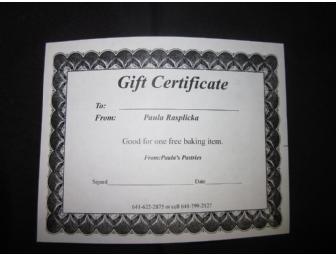 Gift Certificate
To:
From: Paula Rasplicka
Good for one free baking item.
From:Paula's Pastries
Signed Date
641-622-2875 or cell 641-799-2127